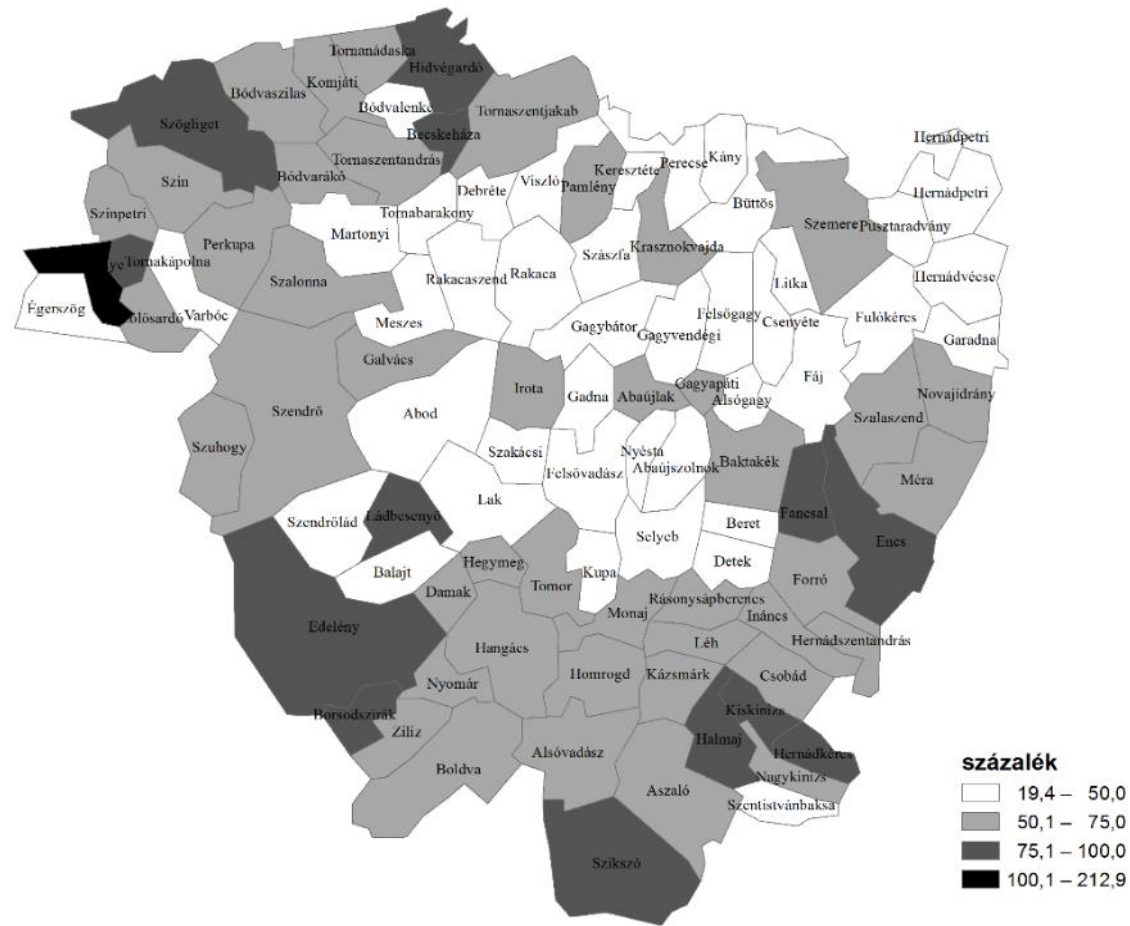 Tornanádaska
Hidvégardó
Komjáti
Bódvaszilas
Bódvalenke
Tornaszentjakab
Szögliget
Becskeháza
Hernádpetri
Tornaszentandrás
Kány
Perecse
Keresztéte
Bódvarákó
Viszló
Szin
Debréte
Pamlény
Hernádpetri
Büttös
Szinpetri
Tornabarakony
Szemere
Pusztaradvány
Martonyi
Perkupa
Krasznokvajda
Szászfa
Tornakápolna
Rakaca
Rakacaszend
Szalonna
Hernádvécse
Litka
Égerszög
Varbóc
Meszes
Felsőgagy
Fulókércs
Csenyéte
Gagybátor
Gagyvendégi
Garadna
Galvács
Fáj
Gagyapáti
Irota
Gadna
Abaújlak
Alsógagy
Novajidrány
Szendrő
Abod
Szalaszend
Szuhogy
Szakácsi
Nyésta
Baktakék
Felsővadász
Abaújszolnok
Méra
Lak
Fancsal
Szendrőlád
Ládbesenyő
Beret
Selyeb
Encs
Detek
Balajt
Hegymeg
Kupa
Tomor
Forró
Damak
Rásonysápberencs
Monaj
Ináncs
Edelény
Léh
Hernádszentandrás
Hangács
Homrogd
Kázsmárk
Csobád
Nyomár
Kiskinizs
Borsodszirák
Ziliz
Halmaj
Alsóvadász
Hernádkércs
Boldva
Nagykinizs
Aszaló
Szentistvánbaksa
Szikszó
százalék
19,4 – 50,0
50,1 – 75,0
75,1 – 100,0
100,1 – 212,9